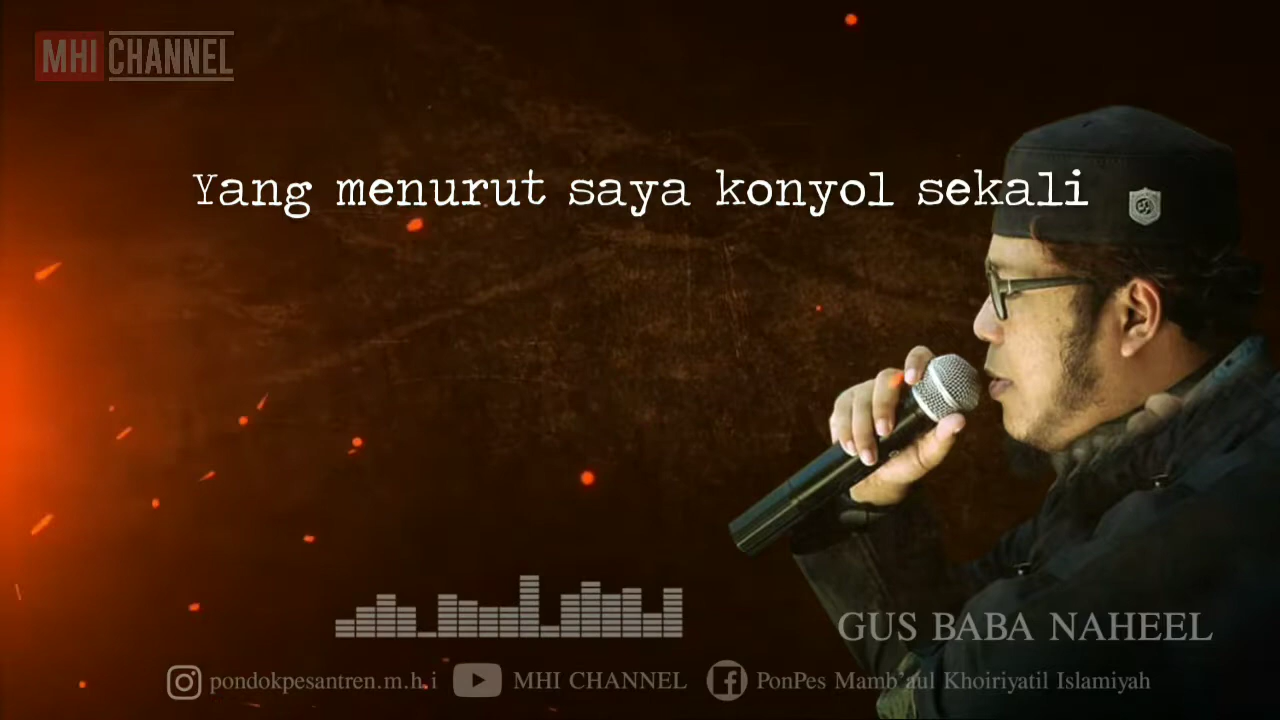 MHI CHANNEL
Yang menurut saya konyol sekali
GUS BABA NAHEEL
pondokpesantren.m.h.i MHI CHANNEL PonPes Mamb'aul Khoiriyatil Islamiyah